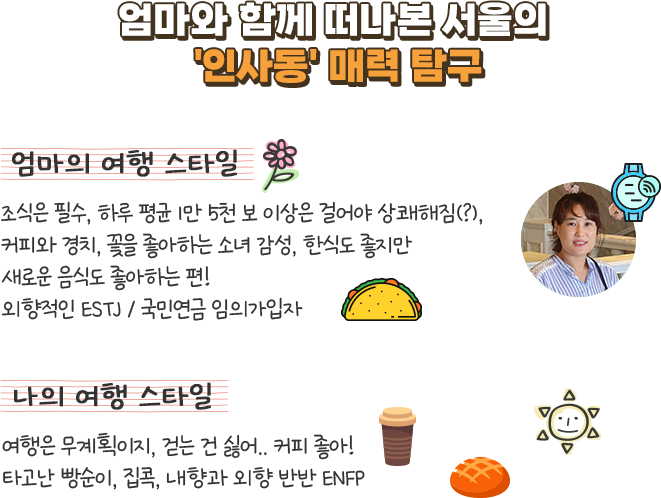 엄마와 함께 떠나본 서울의
'인사동' 매력 탐구
엄마의 여행 스타일
조식은 필수, 하루 평균 1만 5천 보 이상은 걸어야 상쾌해짐(?),
커피와 경치, 꽃을 좋아하는 소녀 감성, 한식도 좋지만
새로운 음식도 좋아하는 편!
외향적인 ESTJ / 국민연금 임의가입자
나의 여행 스타일
여행은 무계획이지, 걷는 건 싫어.. 커피 좋아!
타고난 빵순이, 집콕, 내향과 외향 반반 ENFP